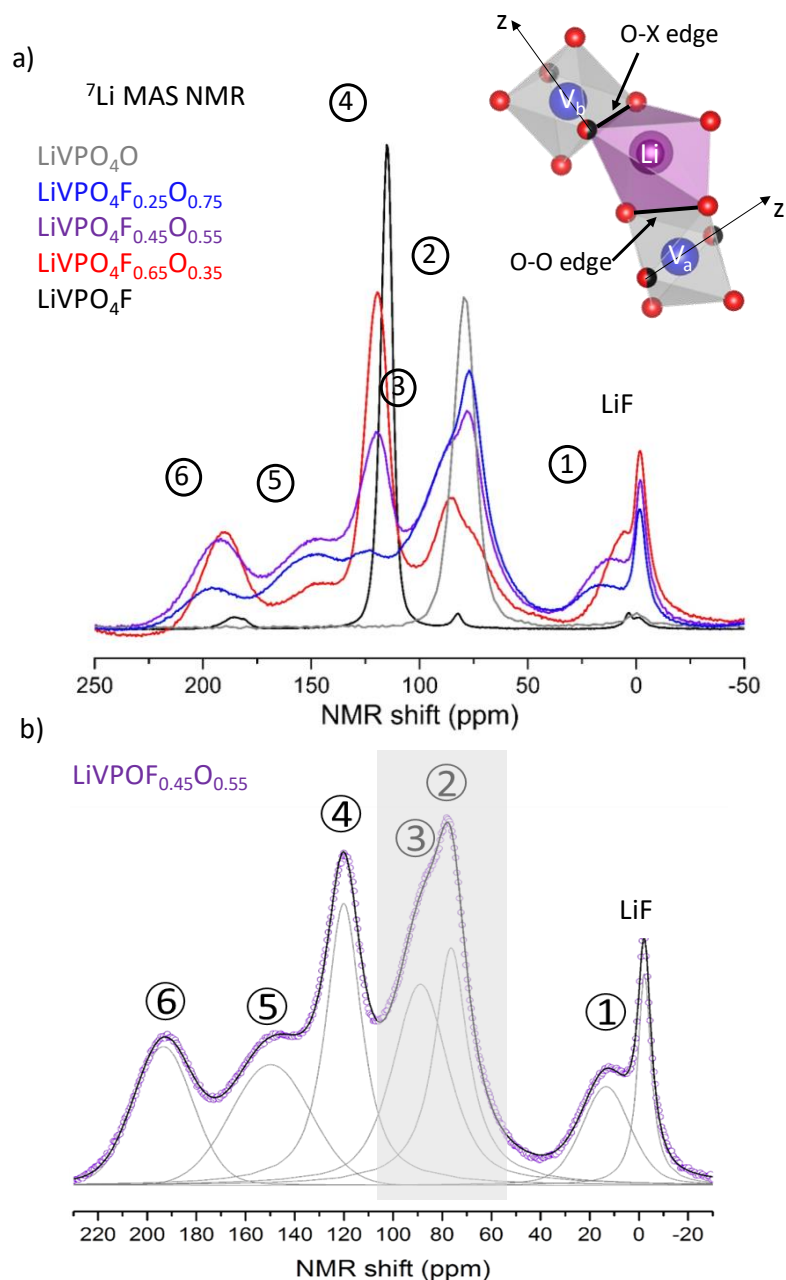 a)
⁷Li MAS NMR
LiVPO₄O
LiVPO₄F₀.₂₅O₀.₇₅
LiVPO₄F₀.₄₅O₀.₅₅
LiVPO₄F₀.₆₅O₀.₃₅
LiVPO₄F
z
O-X edge
V_b
Li
z
O-O edge
V_a
④
②
③
LiF
①
⑥
⑤
250 200 150 100 50 0 -50
NMR shift (ppm)
b)
LiVPOF₀.₄₅O₀.₅₅
②
④
③
LiF
⑥
⑤
①
220 200 180 160 140 120 100 80 60 40 20 0 -20
NMR shift (ppm)